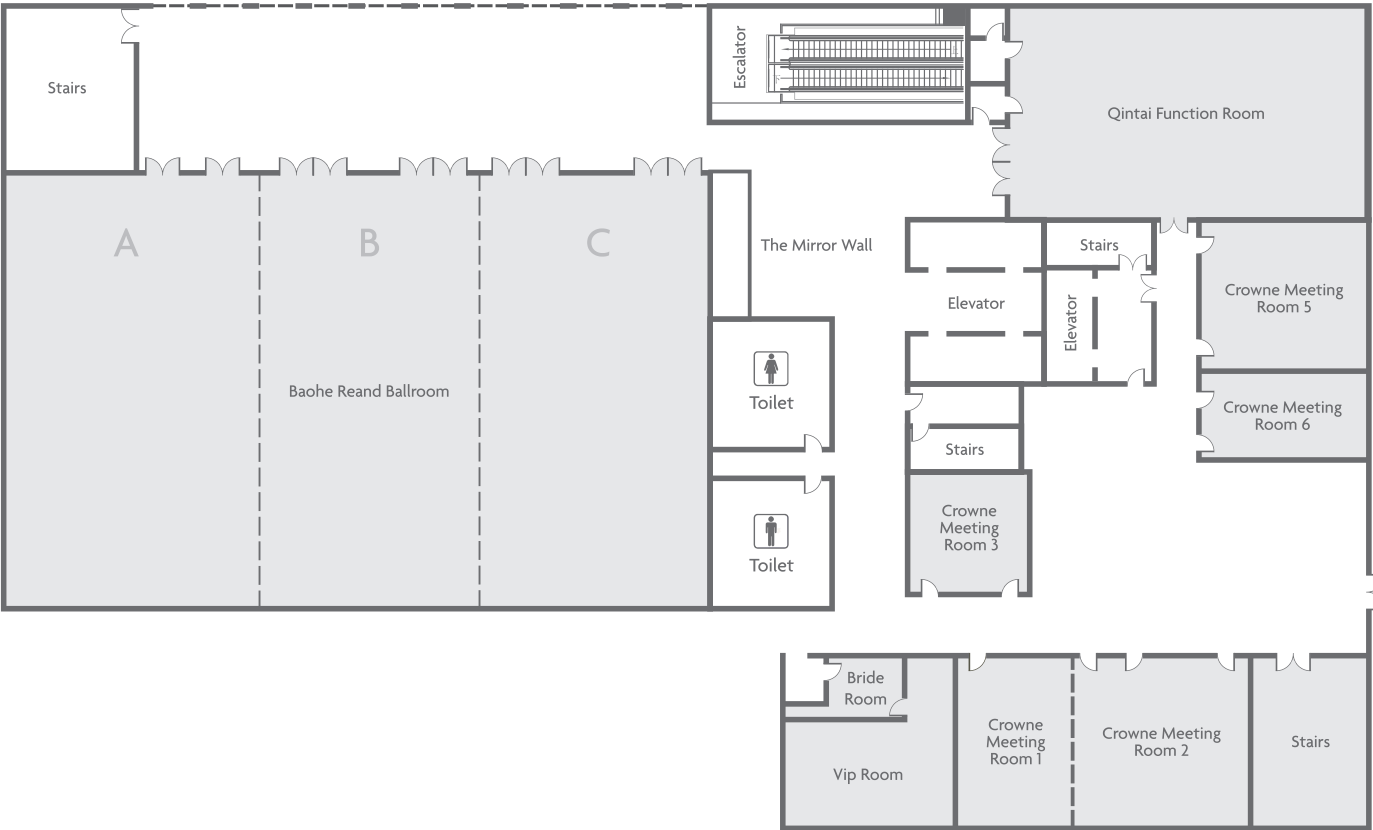 Stairs
Escalator
Qintai Function Room
A
B
C
The Mirror Wall
Stairs
Elevator
Elevator
Crowne Meeting
Room 5
Baohe Reand Ballroom
Toilet
Crowne Meeting
Room 6
Stairs
Crowne
Meeting
Room 3
Toilet
Bride
Room
Crowne
Meeting
Room 1
Crowne Meeting
Room 2
Stairs
Vip Room